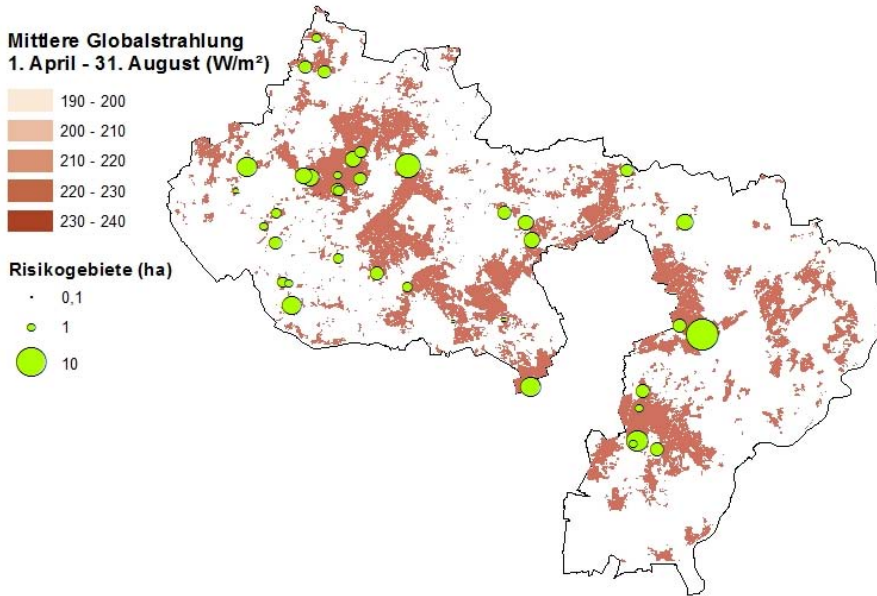 Mittlere Globalstrahlung
1. April - 31. August (W/m²)
190 - 200
200 - 210
210 - 220
220 - 230
230 - 240
Risikogebiete (ha)
0,1
1
10